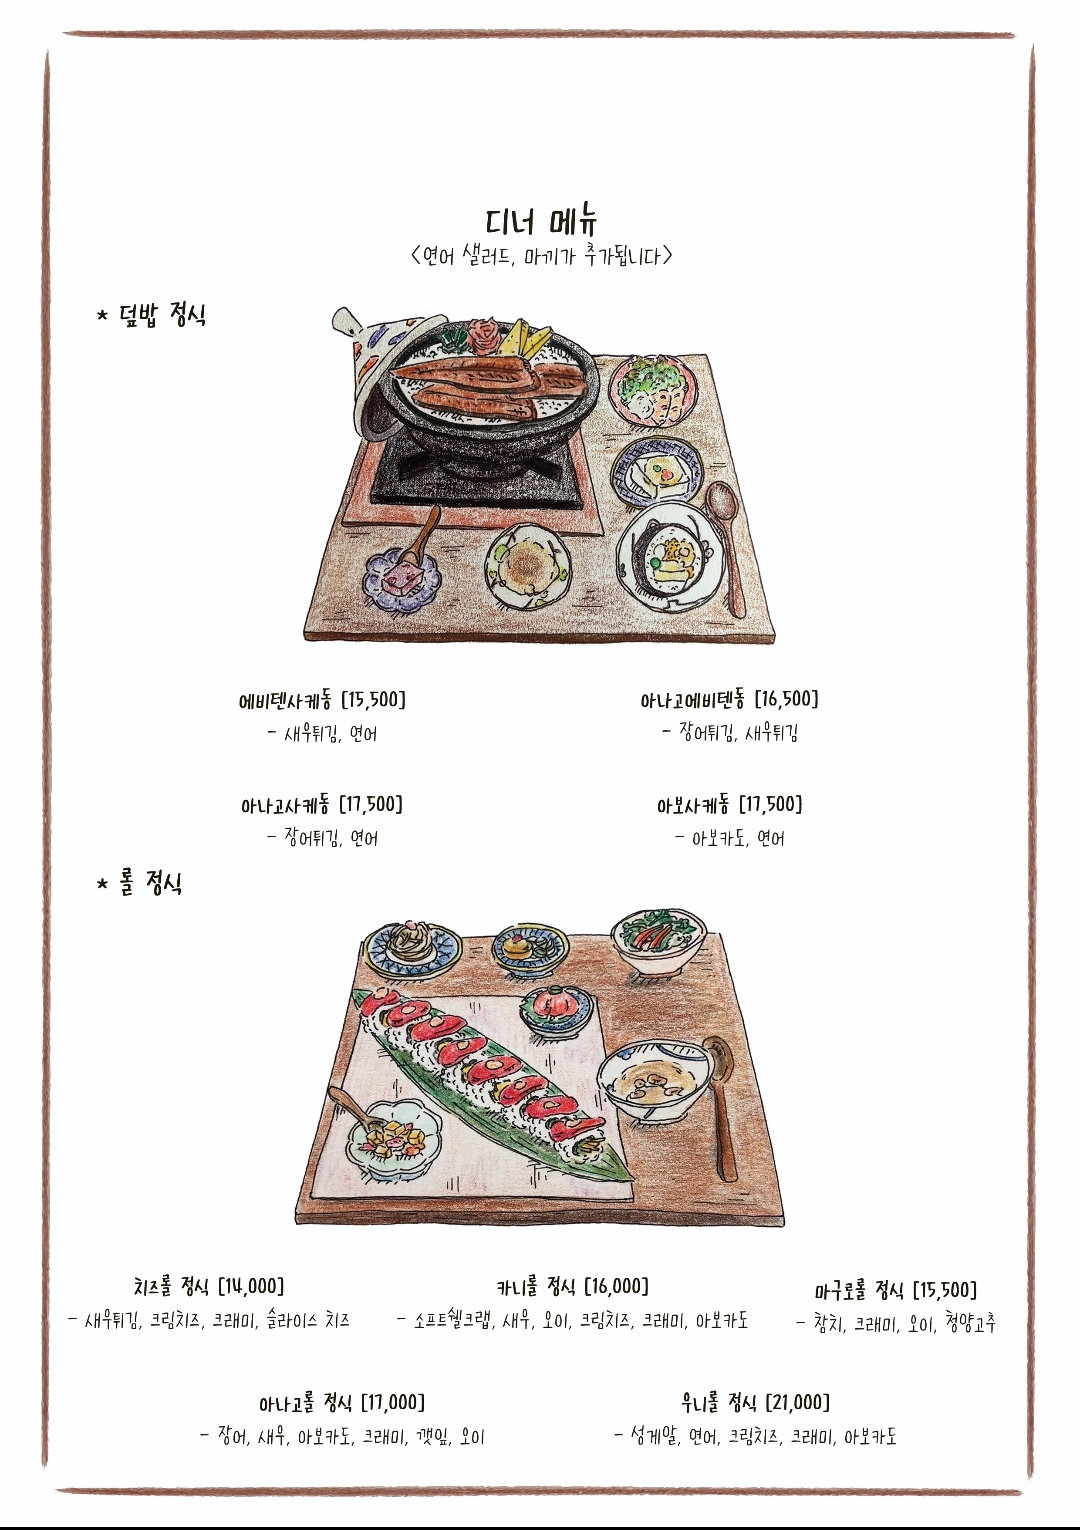 디너 메뉴
<연어 샐러드, 마끼가 추가됩니다>
* 덮밥 정식
에비텐사케동 [15,500]
- 새우튀김, 연어
아나고에비텐동 [16,500]
- 장어튀김, 새우튀김
아나고사케동 [17,500]
- 장어튀김, 연어
아보사케동 [17,500]
- 아보카도, 연어
* 롤 정식
치즈롤 정식 [14,000]
- 새우튀김, 크림치즈, 크래미, 슬라이스 치즈
카니롤 정식 [16,000]
- 소프트쉘크랩, 새우, 오이, 크림치즈, 크래미, 아보카도
마구로롤 정식 [15,500]
- 참치, 크래미, 오이, 청양고추
아나고롤 정식 [17,000]
- 장어, 새우, 아보카도, 크래미, 깻잎, 오이
우니롤 정식 [21,000]
- 성게알, 연어, 크림치즈, 크래미, 아보카도